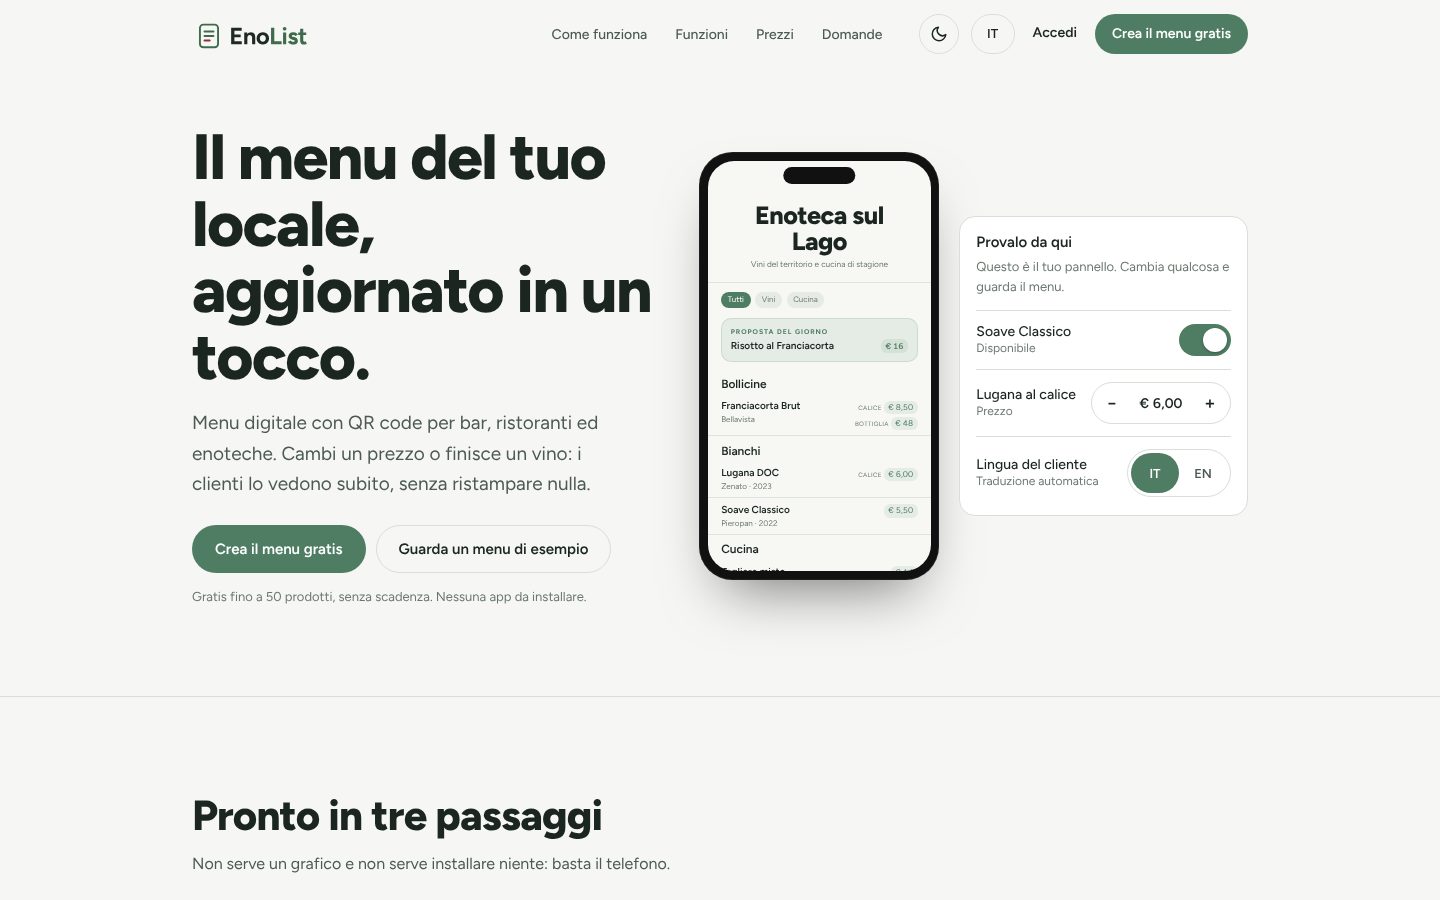 EnoList
Come funziona
Funzioni
Prezzi
Domande
IT
Accedi
Crea il menu gratis
Il menu del tuo
locale,
aggiornato in un
tocco.
Menu digitale con QR code per bar, ristoranti ed
enoteche. Cambi un prezzo o finisce un vino: i
clienti lo vedono subito, senza ristampare nulla.
Crea il menu gratis
Guarda un menu di esempio
Gratis fino a 50 prodotti, senza scadenza. Nessuna app da installare.
Enoteca sul
Lago
Vini del territorio e cucina di stagione
Tutti
Vini
Cucina
PROPOSTA DEL GIORNO
Risotto al Franciacorta
€ 16
Bollicine
Franciacorta Brut
CALICE € 8,50
Bellavista
BOTTIGLIA € 48
Bianchi
Lugana DOC
CALICE € 6,00
Zenato · 2023
Soave Classico
€ 5,50
Pieropan · 2022
Cucina
Tagliere misto
Provalo da qui
Questo è il tuo pannello. Cambia qualcosa e
guarda il menu.
Soave Classico
Disponibile
Lugana al calice
Prezzo
− € 6,00 +
Lingua del cliente
Traduzione automatica
IT
EN
Pronto in tre passaggi
Non serve un grafico e non serve installare niente: basta il telefono.